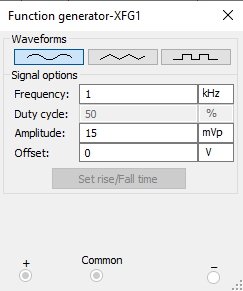 Function generator-XFG1
Waveforms
Signal options
Frequency: 1 kHz
Duty cycle: 50 %
Amplitude: 15 mVp
Offset: 0 V
Set rise/Fall time
+ Common −